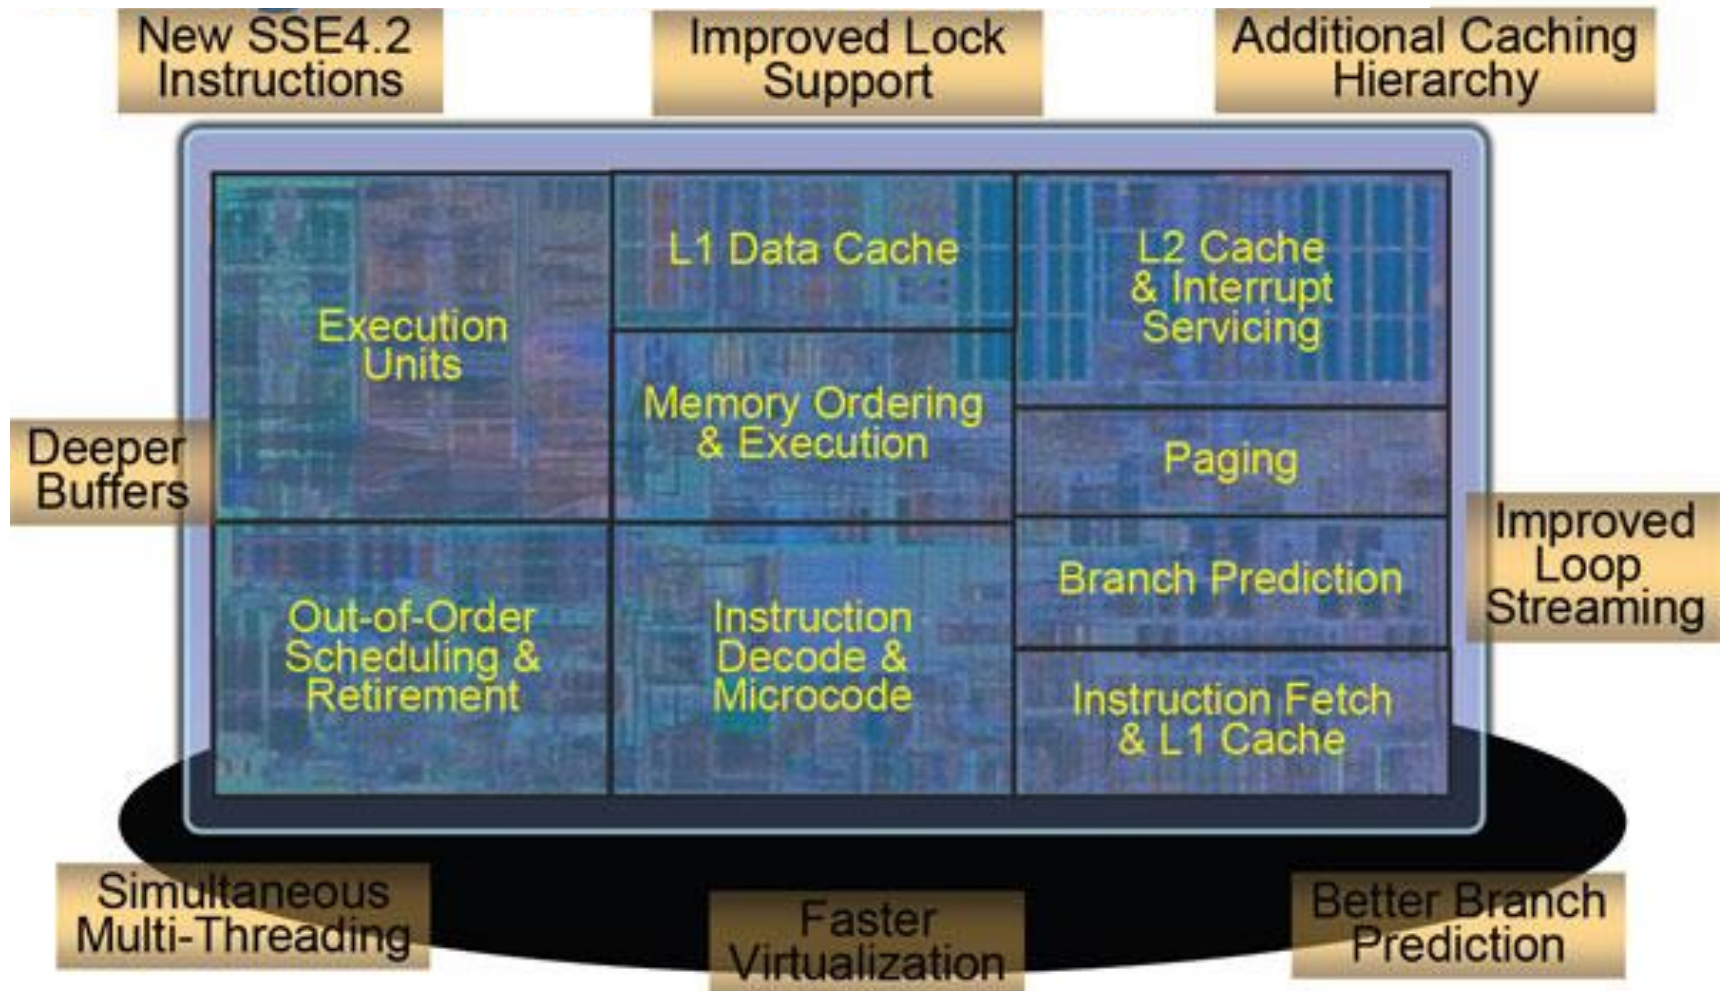 New SSE4.2
Instructions
Improved Lock
Support
Additional Caching
Hierarchy
Execution
Units
L1 Data Cache
L2 Cache
& Interrupt
Servicing
Memory Ordering
& Execution
Paging
Deeper
Buffers
Improved
Loop
Streaming
Branch Prediction
Out-of-Order
Scheduling &
Retirement
Instruction
Decode &
Microcode
Instruction Fetch
& L1 Cache
Simultaneous
Multi-Threading
Faster
Virtualization
Better Branch
Prediction